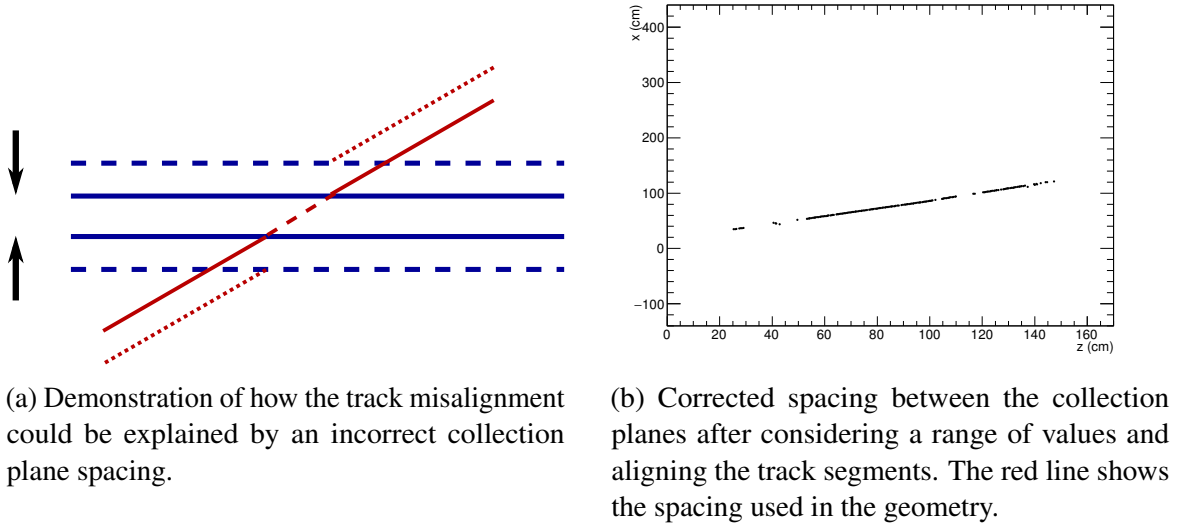 x (cm)
400
300
200
100
0
−100
0 20 40 60 80 100 120 140 160
z (cm)
(a) Demonstration of how the track misalignment
could be explained by an incorrect collection
plane spacing.
(b) Corrected spacing between the collection
planes after considering a range of values and
aligning the track segments. The red line shows
the spacing used in the geometry.